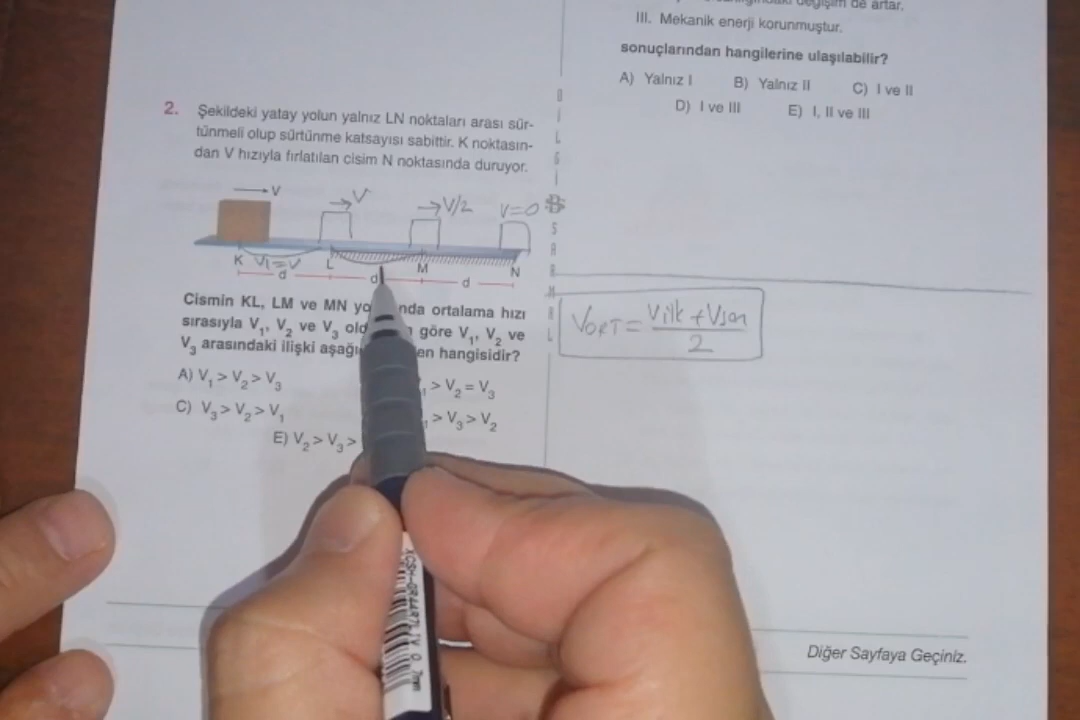 değişim de artar.
III. Mekanik enerji korunmuştur.
sonuçlarından hangilerine ulaşılabilir?
A) Yalnız I B) Yalnız II C) I ve II
D) I ve III E) I, II ve III
2. Şekildeki yatay yolun yalnız LN noktaları arası sür-
tünmeli olup sürtünme katsayısı sabittir. K noktasın-
dan V hızıyla fırlatılan cisim N noktasında duruyor.
V V V/2 V=0
K V1=V L M N
d d d
Cismin KL, LM ve MN yo nda ortalama hızı
sırasıyla V1, V2 ve V3 old göre V1, V2 ve
V3 arasındaki ilişki aşağı en hangisidir?
A) V1 > V2 > V3 > V2 = V3
C) V3 > V2 > V1 > V3 > V2
E) V2 > V3 >
VORT = Vilk + Vson
2
Diğer Sayfaya Geçiniz.